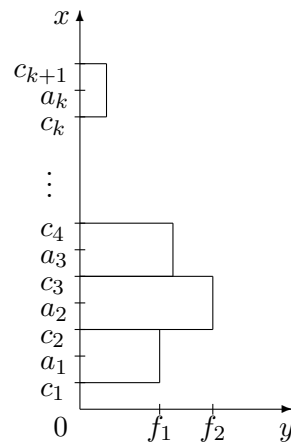 x
c_{k+1}
a_k
c_k
⋮
c_4
a_3
c_3
a_2
c_2
a_1
c_1
0 f_1 f_2 y